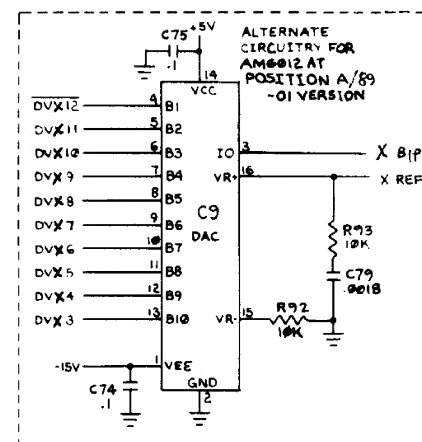 +5V
C75
.1
ALTERNATE
CIRCUITRY FOR
AM6012 AT
POSITION A/B9
-01 VERSION
14
VCC
DVX12 4 B1
DVX11 5 B2
DVX10 6 B3
DVX9 7 B4
DVX8 8 B5
DVX7 9 B6
DVX6 10 B7
DVX5 11 B8
DVX4 12 B9
DVX3 13 B10
IO 3 X BIP
VR+ 16 X REF
C9
DAC
R93
10K
C79
.001B
VR- 15 R92
10K
-15V 1 VEE
C74
.1
GND
2